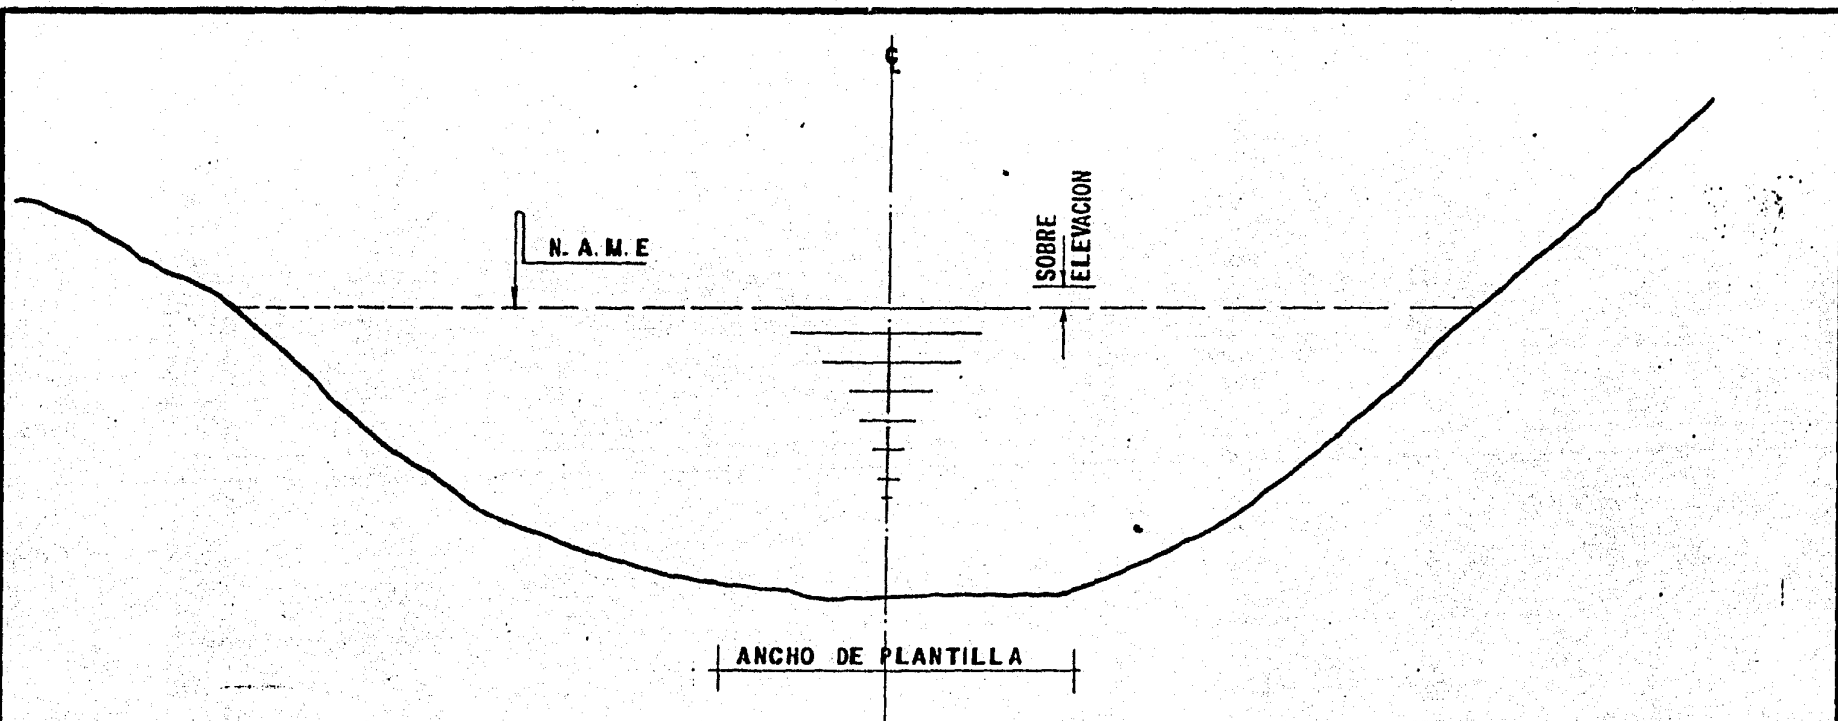 ℄
N. A. M. E
SOBRE
ELEVACION
ANCHO DE PLANTILLA